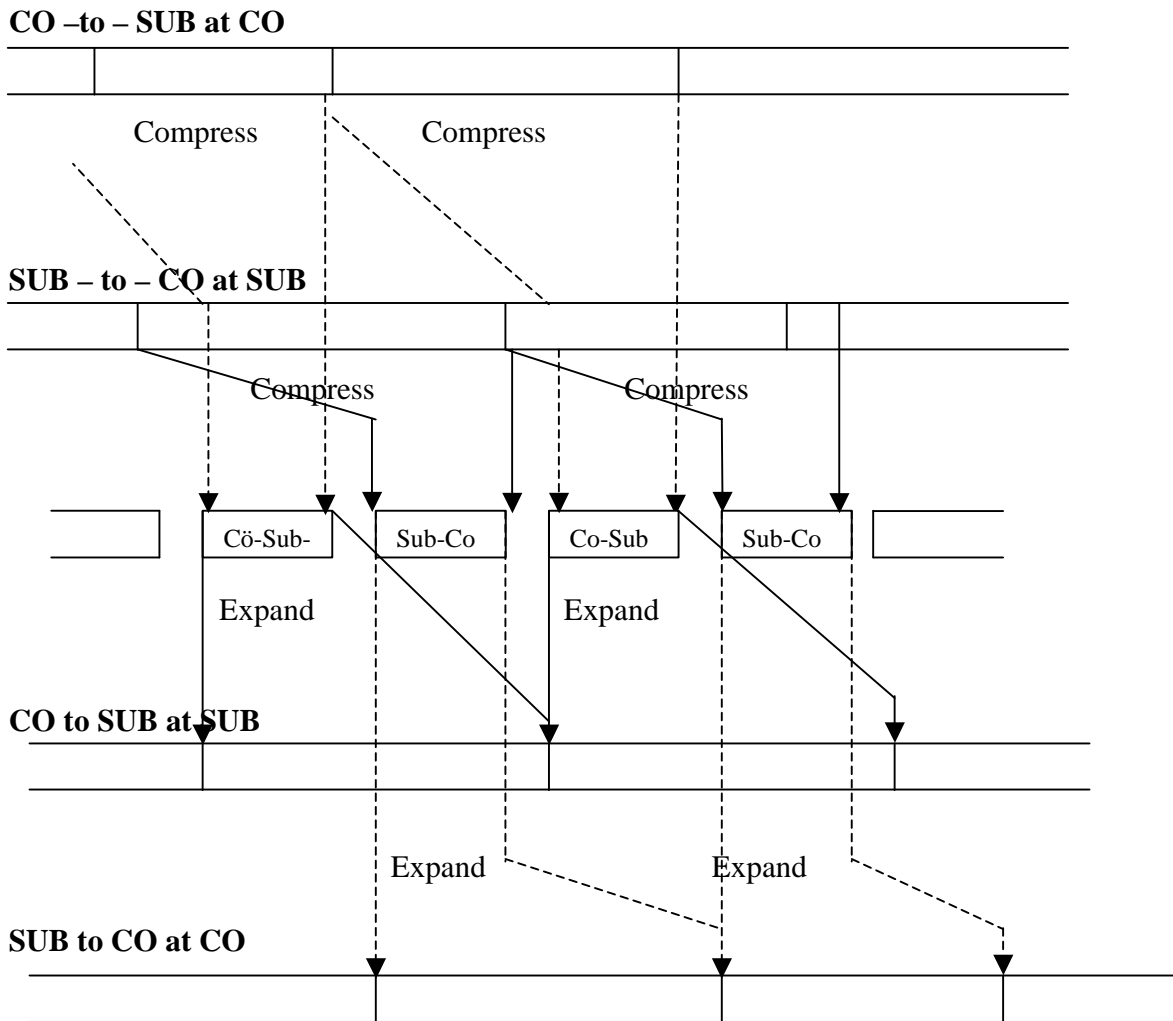 CO –to – SUB at CO
Compress Compress
SUB – to – CO at SUB
Compress Compress
Cö-Sub- Sub-Co Co-Sub Sub-Co
Expand Expand
CO to SUB at SUB
Expand Expand
SUB to CO at CO